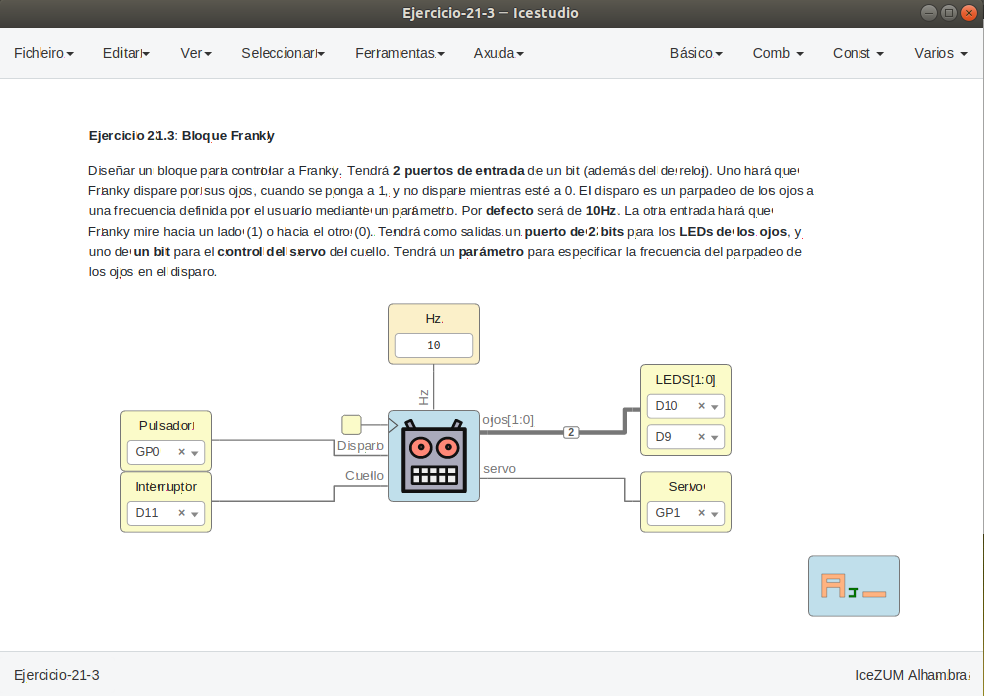 Ejercicio-21-3 — Icestudio
Ficheiro Editar Ver Seleccionar Ferramentas Axuda Básico Comb Const Varios
Ejercicio 21.3: Bloque Frankly
Diseñar un bloque para controlar a Franky. Tendrá 2 puertos de entrada de un bit (además del de reloj). Uno hará que
Franky dispare por sus ojos, cuando se ponga a 1, y no dispare mientras esté a 0. El disparo es un parpadeo de los ojos a
una frecuencia definida por el usuario mediante un parámetro. Por defecto será de 10Hz. La otra entrada hará que
Franky mire hacia un lado (1) o hacia el otro (0). Tendrá como salidas un puerto de 2 bits para los LEDs de los ojos, y
uno de un bit para el control del servo del cuello. Tendrá un parámetro para especificar la frecuencia del parpadeo de
los ojos en el disparo.
Hz.
10
Hz
LEDS[1:0]
D10
D9
ojos[1:0]
2
Pulsador
GP0
Disparo
Cuello
servo
Interruptor
D11
Servo
GP1
Ejercicio-21-3 IceZUM Alhambra